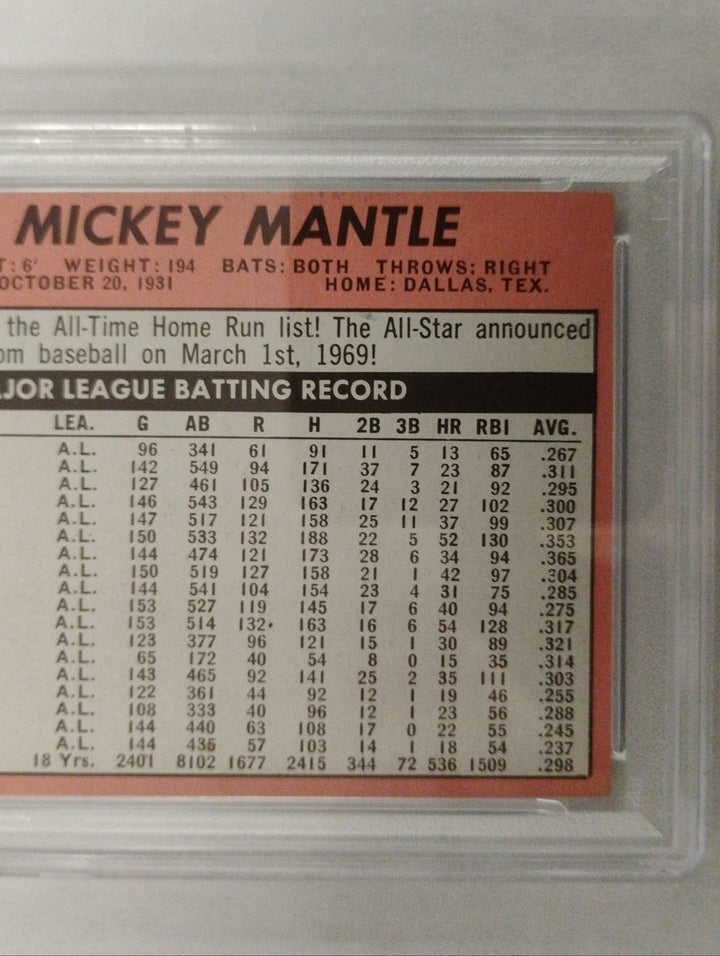 MICKEY MANTLE
T: 6' WEIGHT: 194 BATS: BOTH THROWS: RIGHT
OCTOBER 20, 1931 HOME: DALLAS, TEX.
the All-Time Home Run list! The All-Star announced
om baseball on March 1st, 1969!
JOR LEAGUE BATTING RECORD
LEA. G AB R H 2B 3B HR RBI AVG.
A.L. 96 341 61 91 11 5 13 65 .267
A.L. 142 549 94 171 37 7 23 87 .311
A.L. 127 461 105 136 24 3 21 92 .295
A.L. 146 543 129 163 17 12 27 102 .300
A.L. 147 517 121 158 25 11 37 99 .307
A.L. 150 533 132 188 22 5 52 130 .353
A.L. 144 474 121 173 28 6 34 94 .365
A.L. 150 519 127 158 21 1 42 97 .304
A.L. 144 541 104 154 23 4 31 75 .285
A.L. 153 527 119 145 17 6 40 94 .275
A.L. 153 514 132• 163 16 6 54 128 .317
A.L. 123 377 96 121 15 1 30 89 .321
A.L. 65 172 40 54 8 0 15 35 .314
A.L. 143 465 92 141 25 2 35 111 .303
A.L. 122 361 44 92 12 1 19 46 .255
A.L. 108 333 40 96 12 1 23 56 .288
A.L. 144 440 63 108 17 0 22 55 .245
A.L. 144 435 57 103 14 1 18 54 .237
18 Yrs. 2401 8102 1677 2415 344 72 536 1509 .298